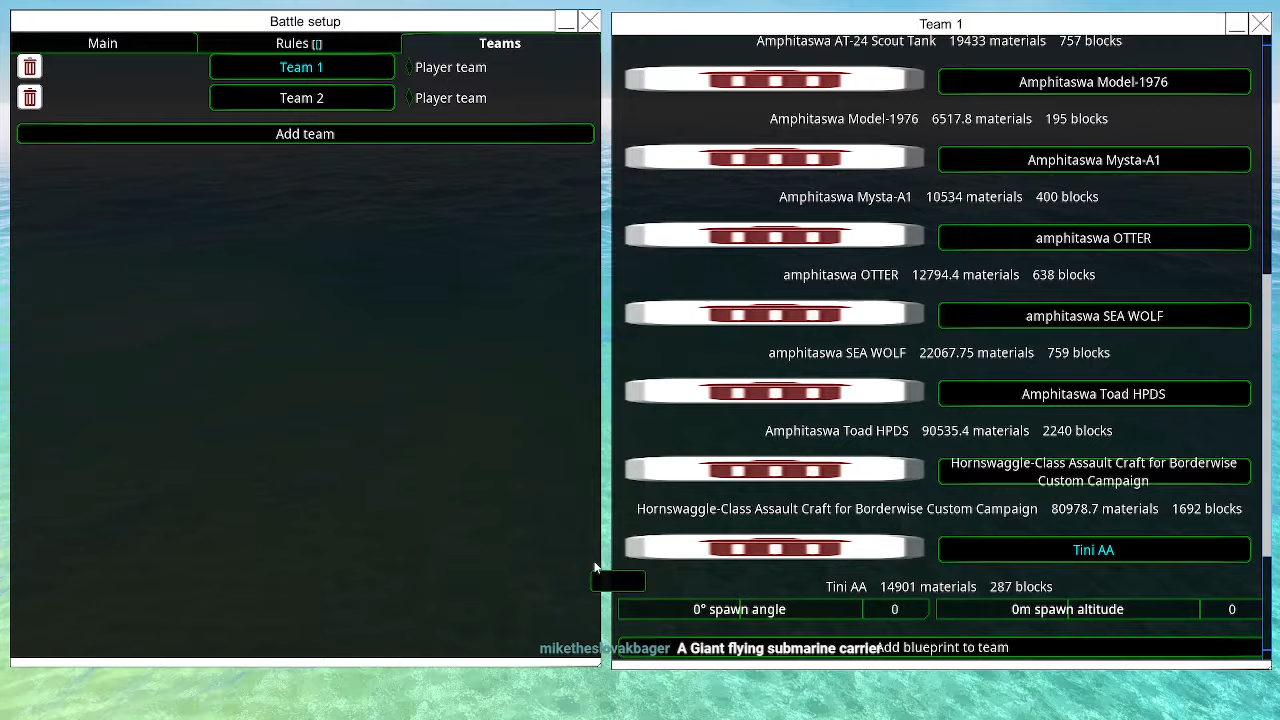 Battle setup
Main
Rules []
Teams
Team 1
Player team
Team 2
Player team
Add team
Team 1
Amphitaswa AT-24 Scout Tank 19433 materials 757 blocks
Amphitaswa Model-1976
Amphitaswa Model-1976 6517.8 materials 195 blocks
Amphitaswa Mysta-A1
Amphitaswa Mysta-A1 10534 materials 400 blocks
amphitaswa OTTER
amphitaswa OTTER 12794.4 materials 638 blocks
amphitaswa SEA WOLF
amphitaswa SEA WOLF 22067.75 materials 759 blocks
Amphitaswa Toad HPDS
Amphitaswa Toad HPDS 90535.4 materials 2240 blocks
Hornswaggle-Class Assault Craft for Borderwise
Custom Campaign
Hornswaggle-Class Assault Craft for Borderwise Custom Campaign 80978.7 materials 1692 blocks
Tini AA
Tini AA 14901 materials 287 blocks
0° spawn angle 0 0m spawn altitude 0
Add blueprint to team
miketheslovakbager A Giant flying submarine carrier